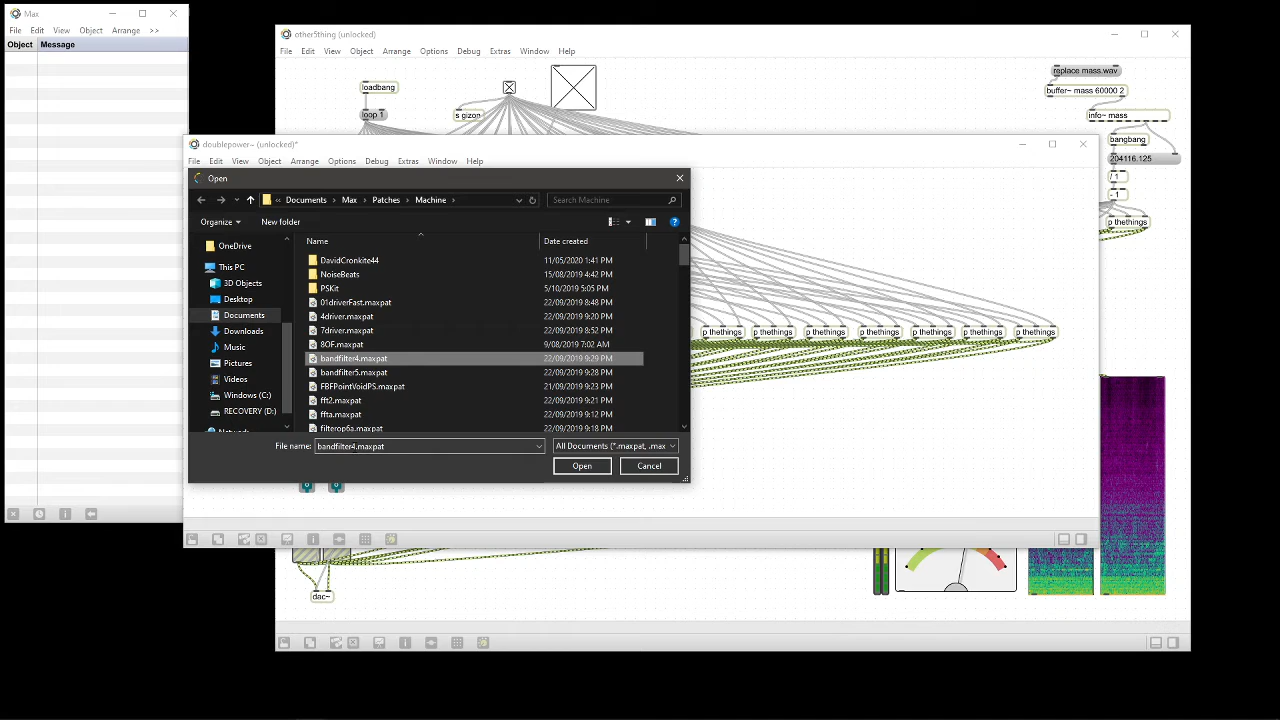 Max
File Edit View Object Arrange >>
Object Message
other5thing (unlocked)
File Edit View Object Arrange Options Debug Extras Window Help
loadbang
loop 1
s gizon
replace mass.wav
buffer~ mass 60000 2
info~ mass
bangbang
204116.125
/ 1
- 1
p thethings
doublepower~ (unlocked)*
File Edit View Object Arrange Options Debug Extras Window Help
Open
« Documents > Max > Patches > Machine >
Search Machine
Organize New folder
OneDrive
This PC
3D Objects
Desktop
Documents
Downloads
Music
Pictures
Videos
Windows (C:)
RECOVERY (D:)
Name Date created
DavidCronkite44 11/05/2020 1:41 PM
NoiseBeats 15/08/2019 4:42 PM
PSKit 5/10/2019 5:05 PM
01driverFast.maxpat 22/09/2019 8:48 PM
4driver.maxpat 22/09/2019 9:20 PM
7driver.maxpat 22/09/2019 8:52 PM
8OF.maxpat 9/08/2019 7:02 AM
bandfilter4.maxpat 22/09/2019 9:29 PM
bandfilter5.maxpat 22/09/2019 9:28 PM
FBFPointVoidPS.maxpat 21/09/2019 9:23 PM
fft2.maxpat 22/09/2019 9:21 PM
ffta.maxpat 22/09/2019 9:12 PM
filterop6a.maxpat 22/09/2019 9:18 PM
File name: bandfilter4.maxpat
All Documents (*.maxpat, .max
Open Cancel
p thethings p thethings p thethings p thethings p thethings p thethings p thethings
dac~